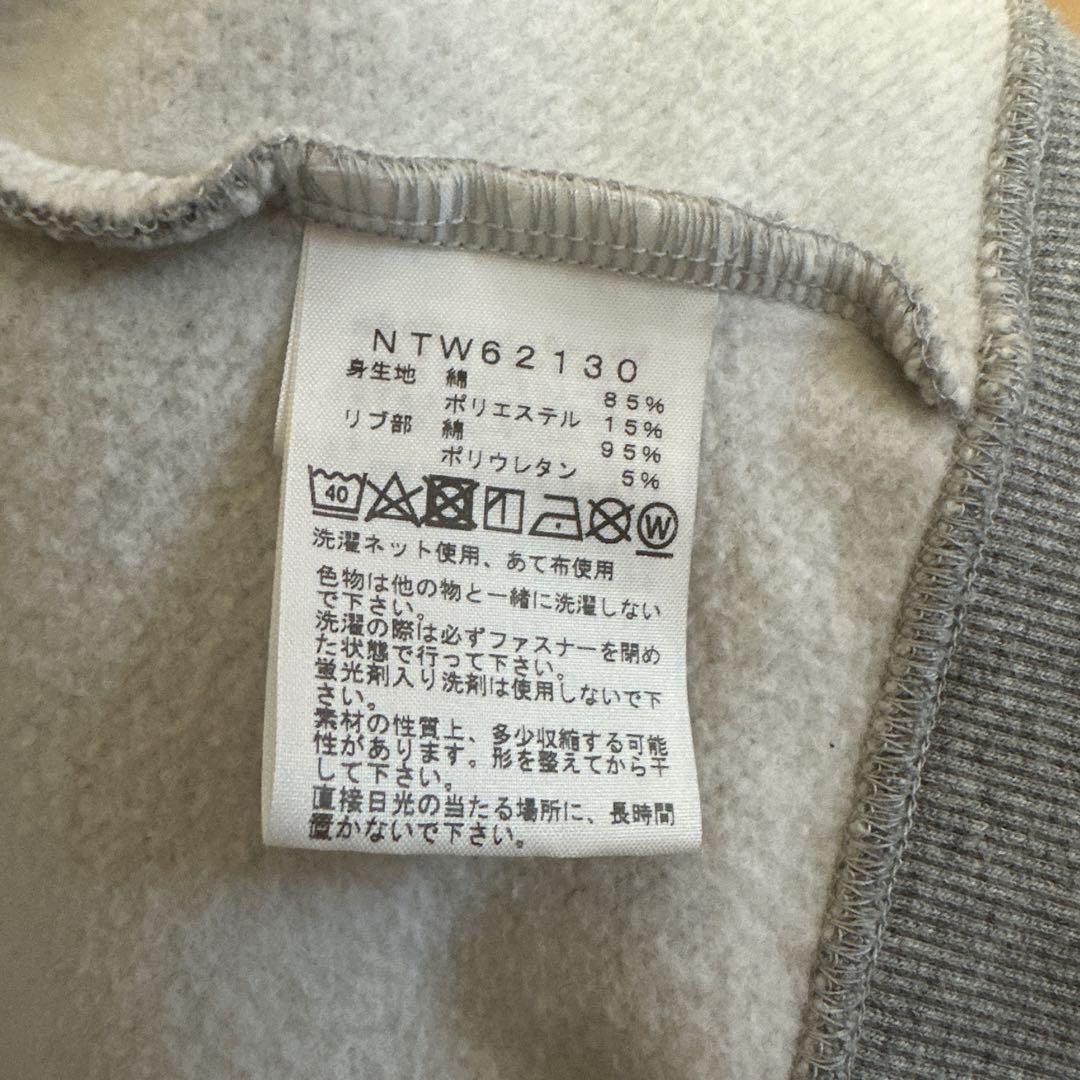 NTW62130
身生地 綿 85%
ポリエステル 15%
リブ部 綿 95%
ポリウレタン 5%
40 W
洗濯ネット使用、あて布使用
色物は他の物と一緒に洗濯しない
で下さい。
洗濯の際は必ずファスナーを閉め
た状態で行って下さい。
蛍光剤入り洗剤は使用しないで下
さい。
素材の性質上、多少収縮する可能
性があります。形を整えてから干
して下さい。
直接日光の当たる場所に、長時間
置かないで下さい。